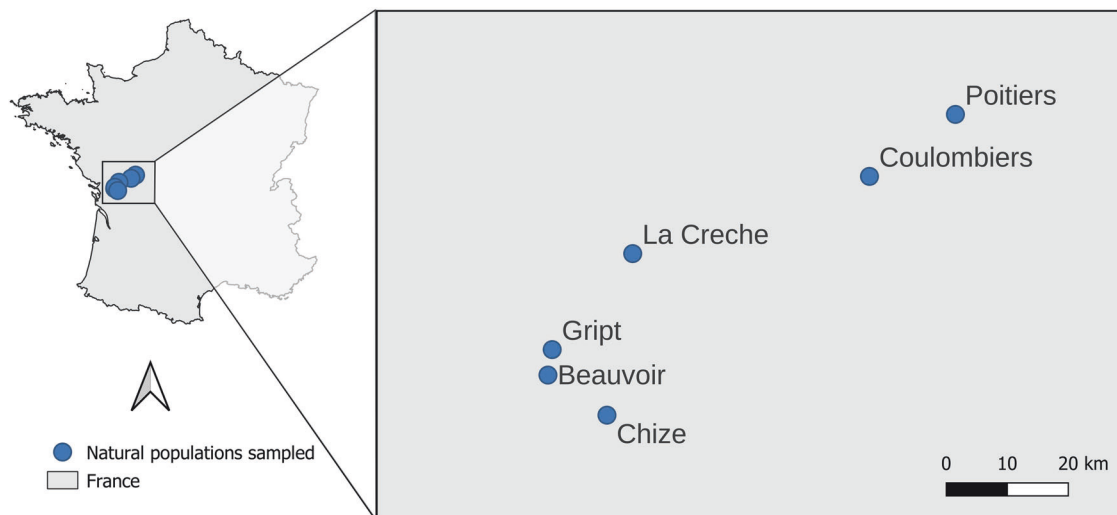 Poitiers
Coulombiers
La Creche
Gript
Beauvoir
Chize
Natural populations sampled
France
0 10 20 km